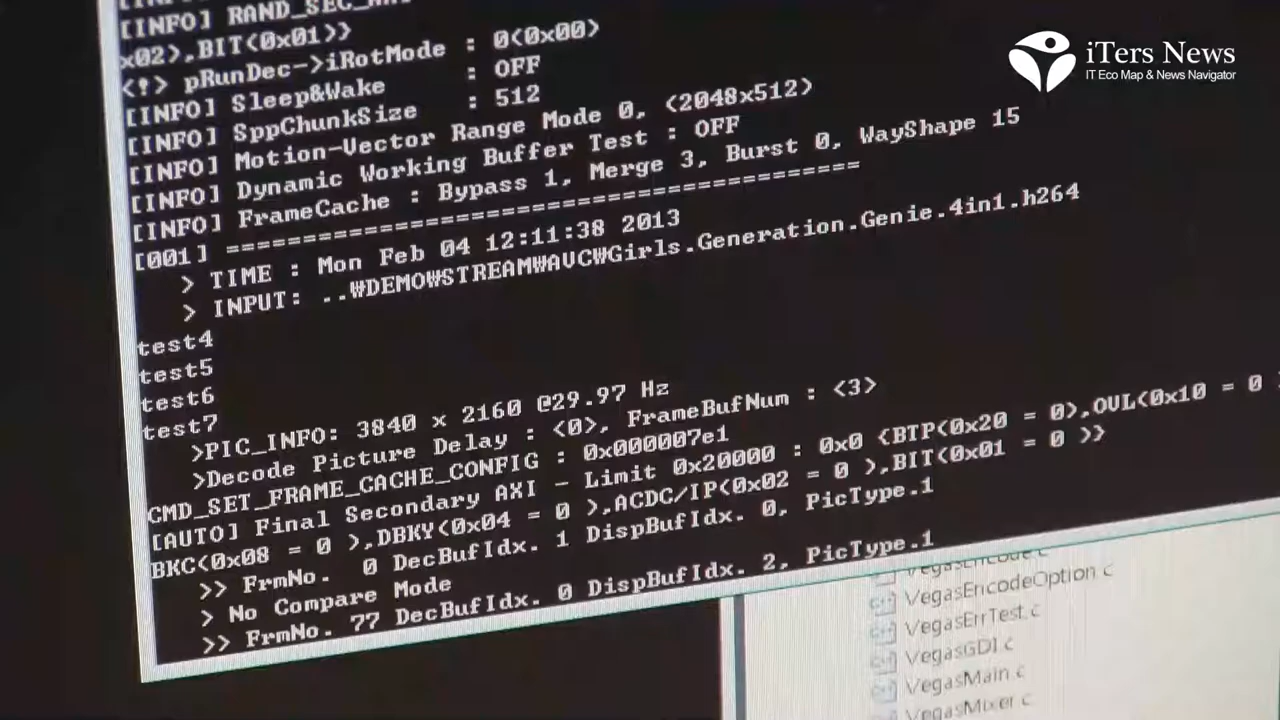 [INFO] RAND_SEC_
x02),BIT(0x01>>
<!> pRunDec->iRotMode : 0(0x00)
[INFO] Sleep&Wake : OFF
[INFO] SppChunkSize : 512
[INFO] Motion-Vector Range Mode 0, (2048x512)
[INFO] Dynamic Working Buffer Test : OFF
[INFO] FrameCache : Bypass 1, Merge 3, Burst 0, WayShape 15
[001] ========================================
> TIME : Mon Feb 04 12:11:38 2013
> INPUT: ..₩DEMO₩STREAM₩AVC₩Girls.Generation.Genie.4in1.h264
test4
test5
test6
test7
>PIC_INFO: 3840 x 2160 @29.97 Hz
>Decode Picture Delay : <0>, FrameBufNum : <3>
CMD_SET_FRAME_CACHE_CONFIG : 0x000007e1
[AUTO] Final Secondary AXI - Limit 0x20000 : 0x0 <BTP(0x20 = 0),OVL(0x10 = 0
BKC(0x08 = 0 ),DBKY(0x04 = 0 ),ACDC/IP(0x02 = 0 ),BIT(0x01 = 0 >>
>> FrmNo. 0 DecBufIdx. 1 DispBufIdx. 0, PicType.1
> No Compare Mode
>> FrmNo. 77 DecBufIdx. 0 DispBufIdx. 2, PicType.1
iTers News
IT Eco Map & News Navigator
VegasEncode.c
VegasEncodeOption.c
VegasErrTest.c
VegasGDI.c
VegasMain.c
VegasMixer.c